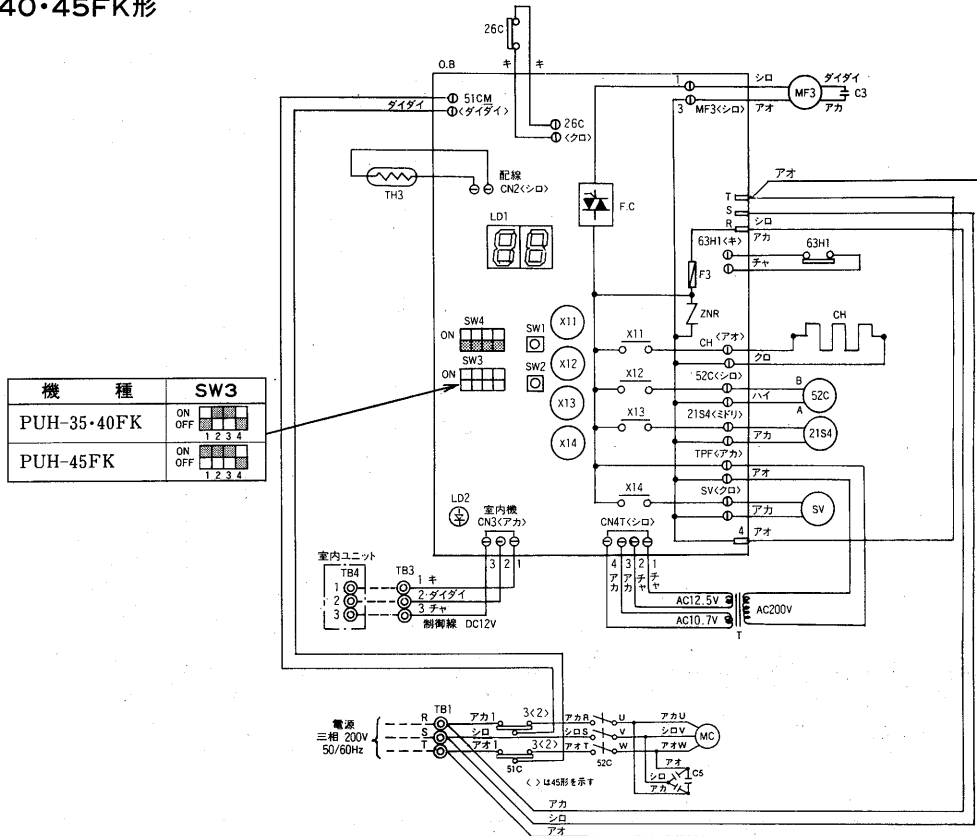 40・45FK形
26C
O.B
キ キ
51CM
〈ダイダイ〉
ダイダイ
26C
〈クロ〉
1 シロ
MF3
ダイダイ
C3
3
MF3〈シロ〉
アオ
アカ
TH3
配線
CN2〈シロ〉
F.C
アオ
T
S
R
シロ
アカ
LD1
63H1〈キ〉
63H1
チャ
F3
ZNR
SW4
ON
SW1
X11
X11
〈アオ〉
CH
CH
クロ
SW3
ON
SW2
X12
X12
52C〈シロ〉
ハイ
B
A
52C
X13
X13
21S4〈ミドリ〉
アカ
21S4
X14
TPF〈アカ〉
アオ
X14
SV〈クロ〉
アカ
SV
4 アオ
機 種 SW3
PUH-35・40FK ON OFF 1 2 3 4
PUH-45FK ON OFF 1 2 3 4
LD2
室内機
CN3〈アカ〉
3 2 1
CN4T〈シロ〉
4 3 2 1
アカ アカ チャ チャ
AC12.5V
AC10.7V
T
AC200V
室内ユニット
TB4
TB3
1 1 キ
2 2 ダイダイ
3 3 チャ
制御線 DC12V
電源
三相 200V
50/60Hz
TB1
R アカ1 3〈2〉 アカR U アカU
S シロ シロS V シロV
T アオ1 3〈2〉 アオT W アオW
MC
51C
52C
〈 〉は45形を示す
アオ
シロ
アカ
C5
アカ
シロ
アオ